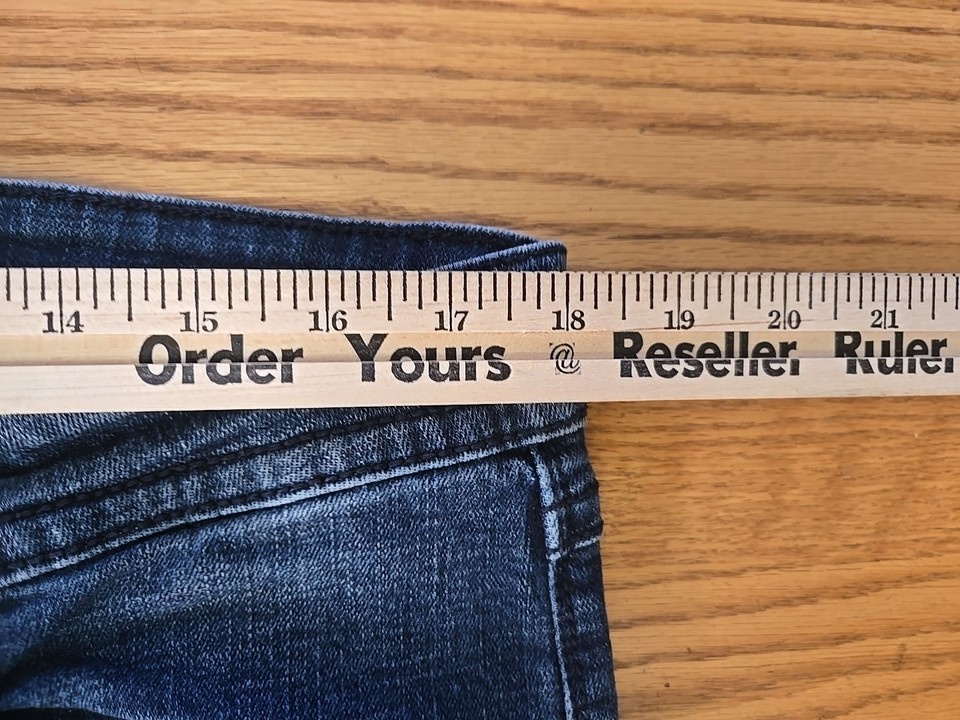 14 15 16 17 18 19 20 21
Order Yours @ Reseller Ruler.